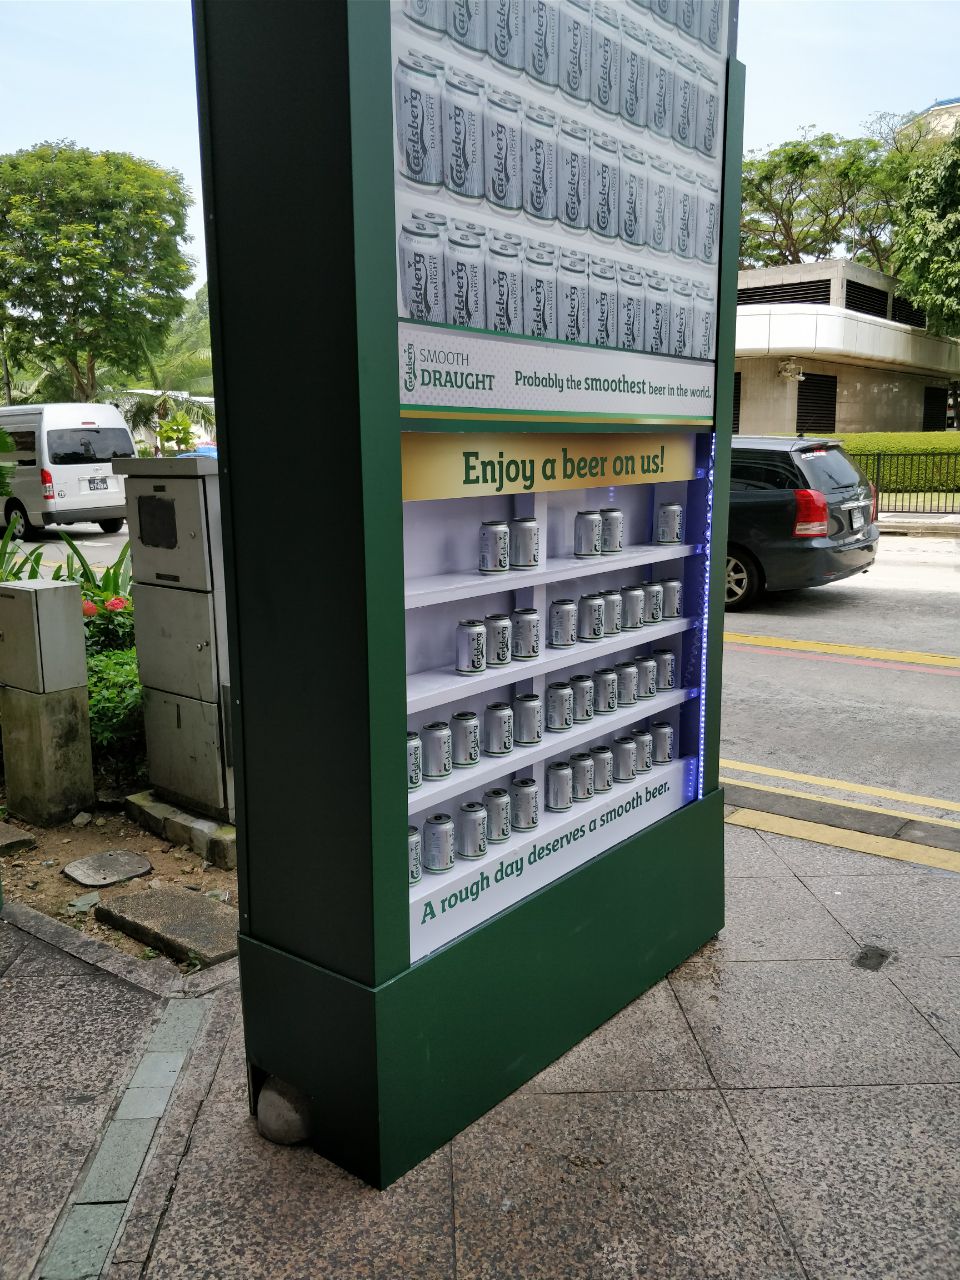 Carlsberg
SMOOTH
DRAUGHT
Probably the smoothest beer in the world.
Enjoy a beer on us!
A rough day deserves a smooth beer.